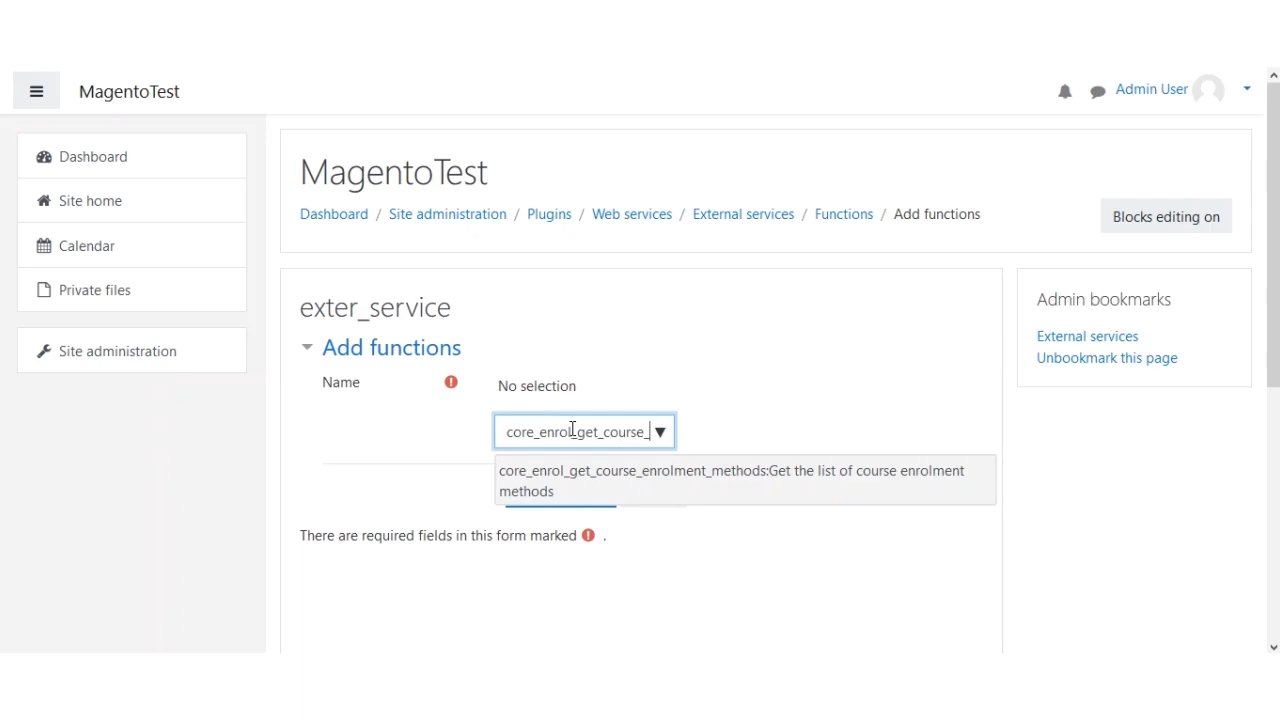 MagentoTest
Admin User
Dashboard
Site home
Calendar
Private files
Site administration
MagentoTest
Dashboard / Site administration / Plugins / Web services / External services / Functions / Add functions
Blocks editing on
exter_service
Add functions
Name
No selection
core_enrol_get_course_
core_enrol_get_course_enrolment_methods:Get the list of course enrolment
methods
There are required fields in this form marked .
Admin bookmarks
External services
Unbookmark this page